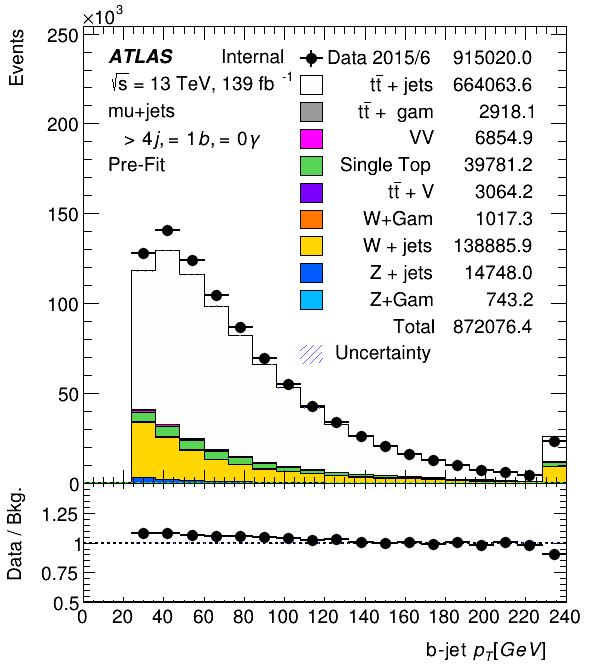 ×10³
Events
250
200
150
100
50
0
ATLAS Internal
√s = 13 TeV, 139 fb⁻¹
mu+jets
> 4j, = 1b, = 0γ
Pre-Fit
Data 2015/6 915020.0
tt̄ + jets 664063.6
tt̄ + gam 2918.1
VV 6854.9
Single Top 39781.2
tt̄ + V 3064.2
W+Gam 1017.3
W + jets 138885.9
Z + jets 14748.0
Z+Gam 743.2
Total 872076.4
Uncertainty
Data / Bkg.
1.25
1
0.75
0.5
0 20 40 60 80 100 120 140 160 180 200 220 240
b-jet p_T[GeV]